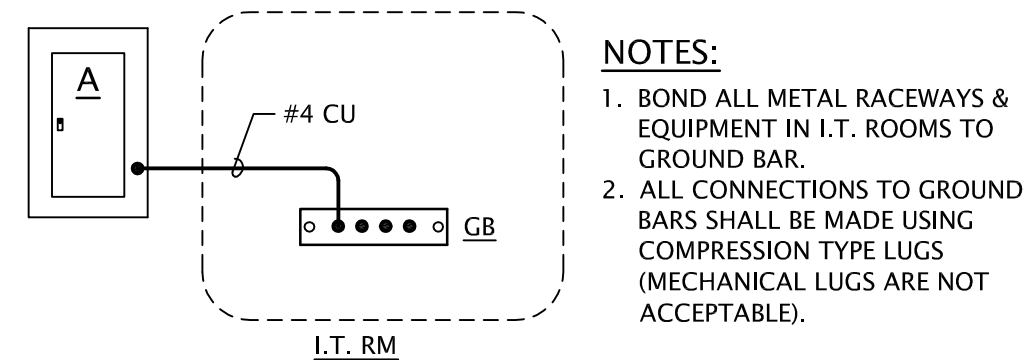 A
#4 CU
GB
I.T. RM
NOTES:
1. BOND ALL METAL RACEWAYS &
EQUIPMENT IN I.T. ROOMS TO
GROUND BAR.
2. ALL CONNECTIONS TO GROUND
BARS SHALL BE MADE USING
COMPRESSION TYPE LUGS
(MECHANICAL LUGS ARE NOT
ACCEPTABLE).